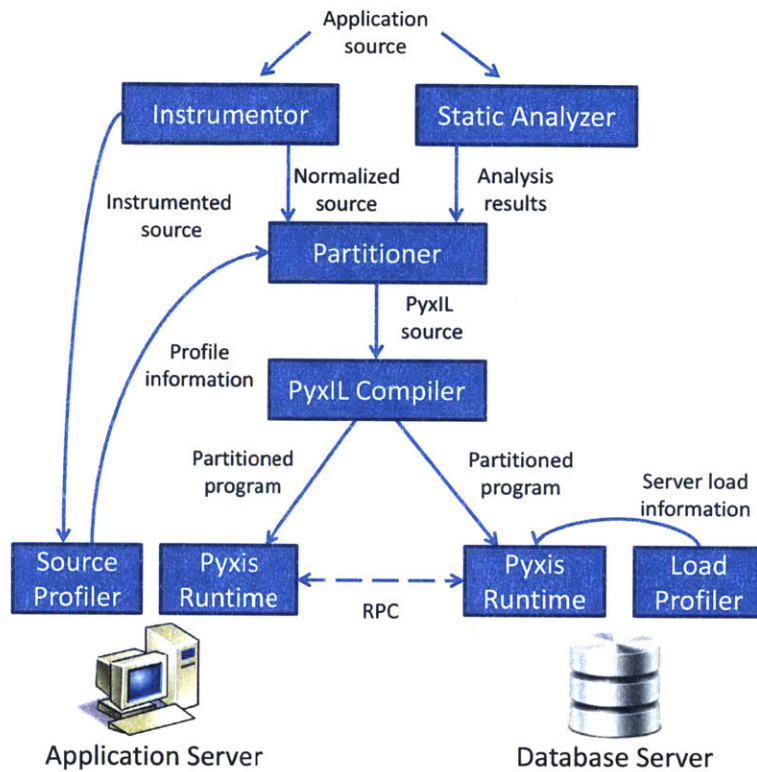 Application
source
Instrumentor
Static Analyzer
Instrumented
source
Normalized
source
Analysis
results
Partitioner
Profile
information
PyxIL
source
PyxIL Compiler
Partitioned
program
Partitioned
program
Server load
information
Source
Profiler
Pyxis
Runtime
RPC
Pyxis
Runtime
Load
Profiler
Application Server
Database Server